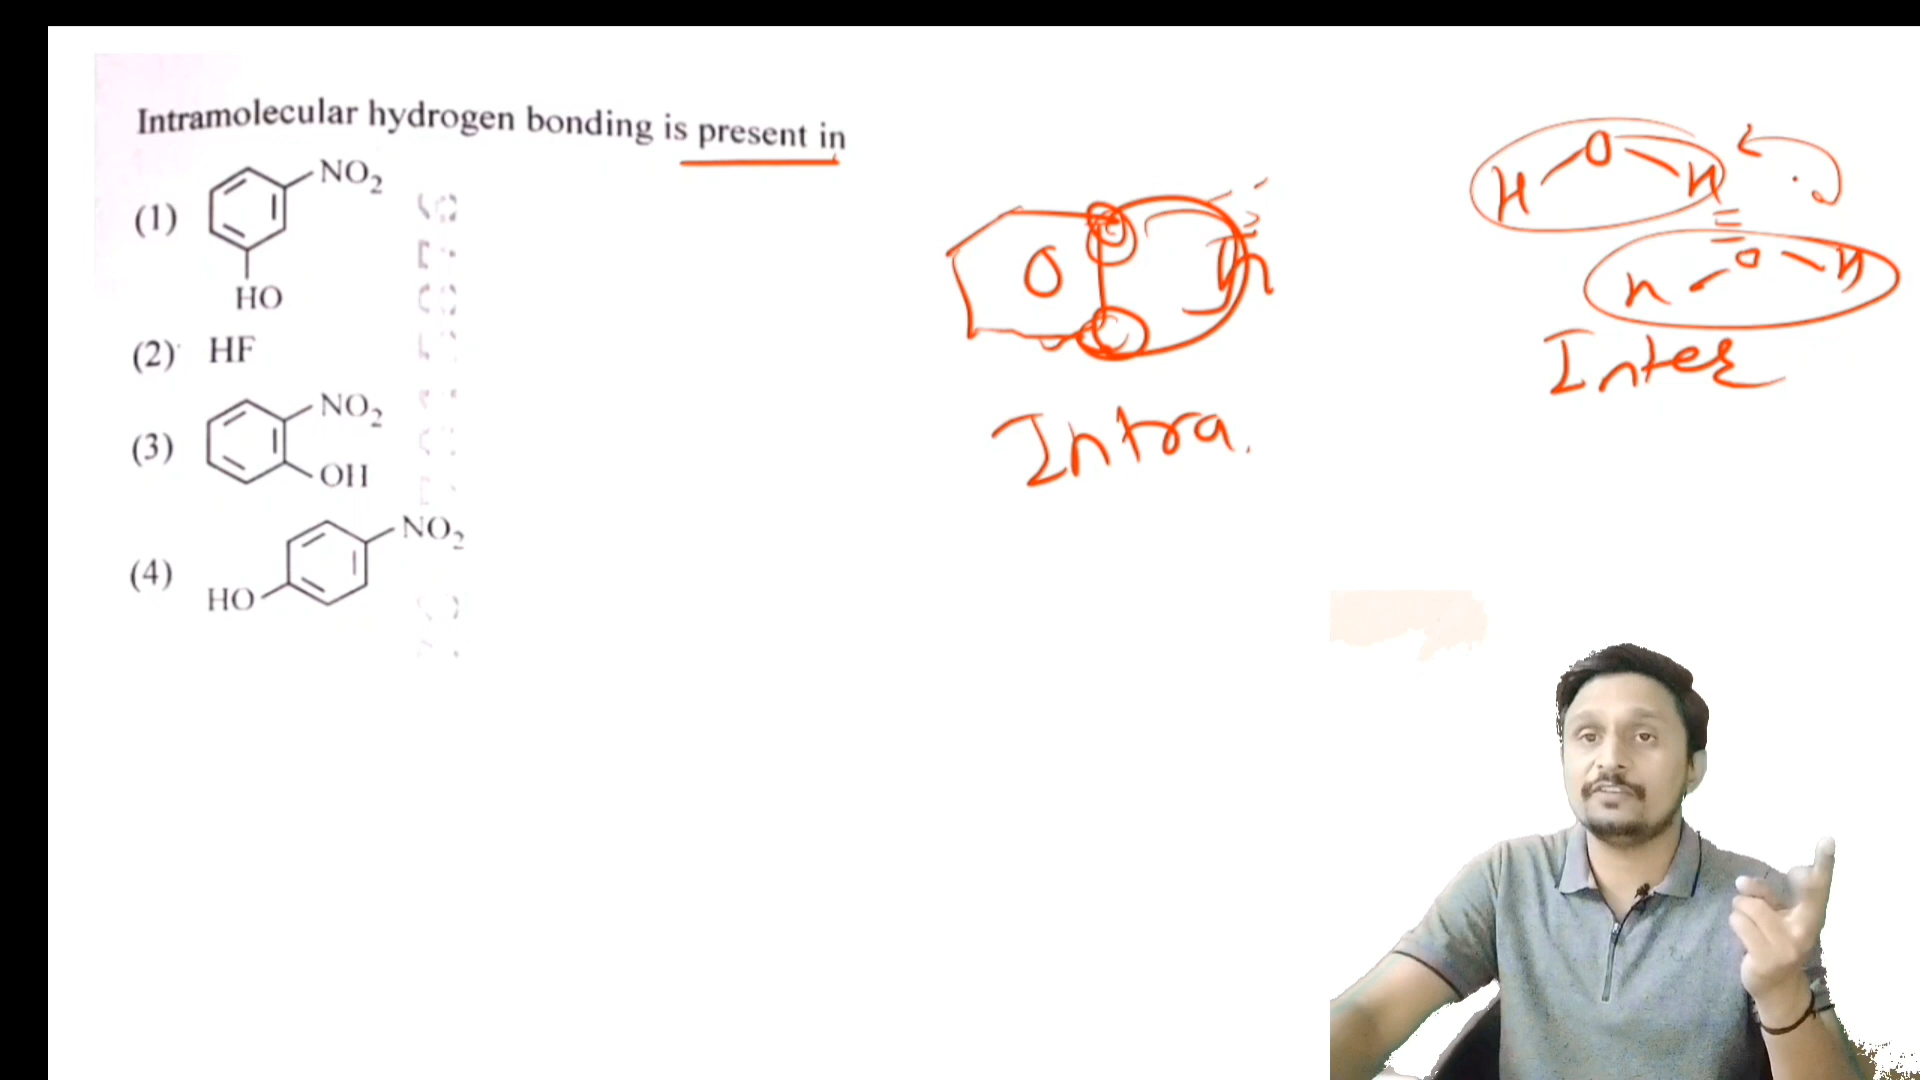 Intramolecular hydrogen bonding is present in
(1) NO2
HO
(2) HF
(3) NO2
OH
(4) NO2
HO
O
Intra.
H O H
H O H
Inter